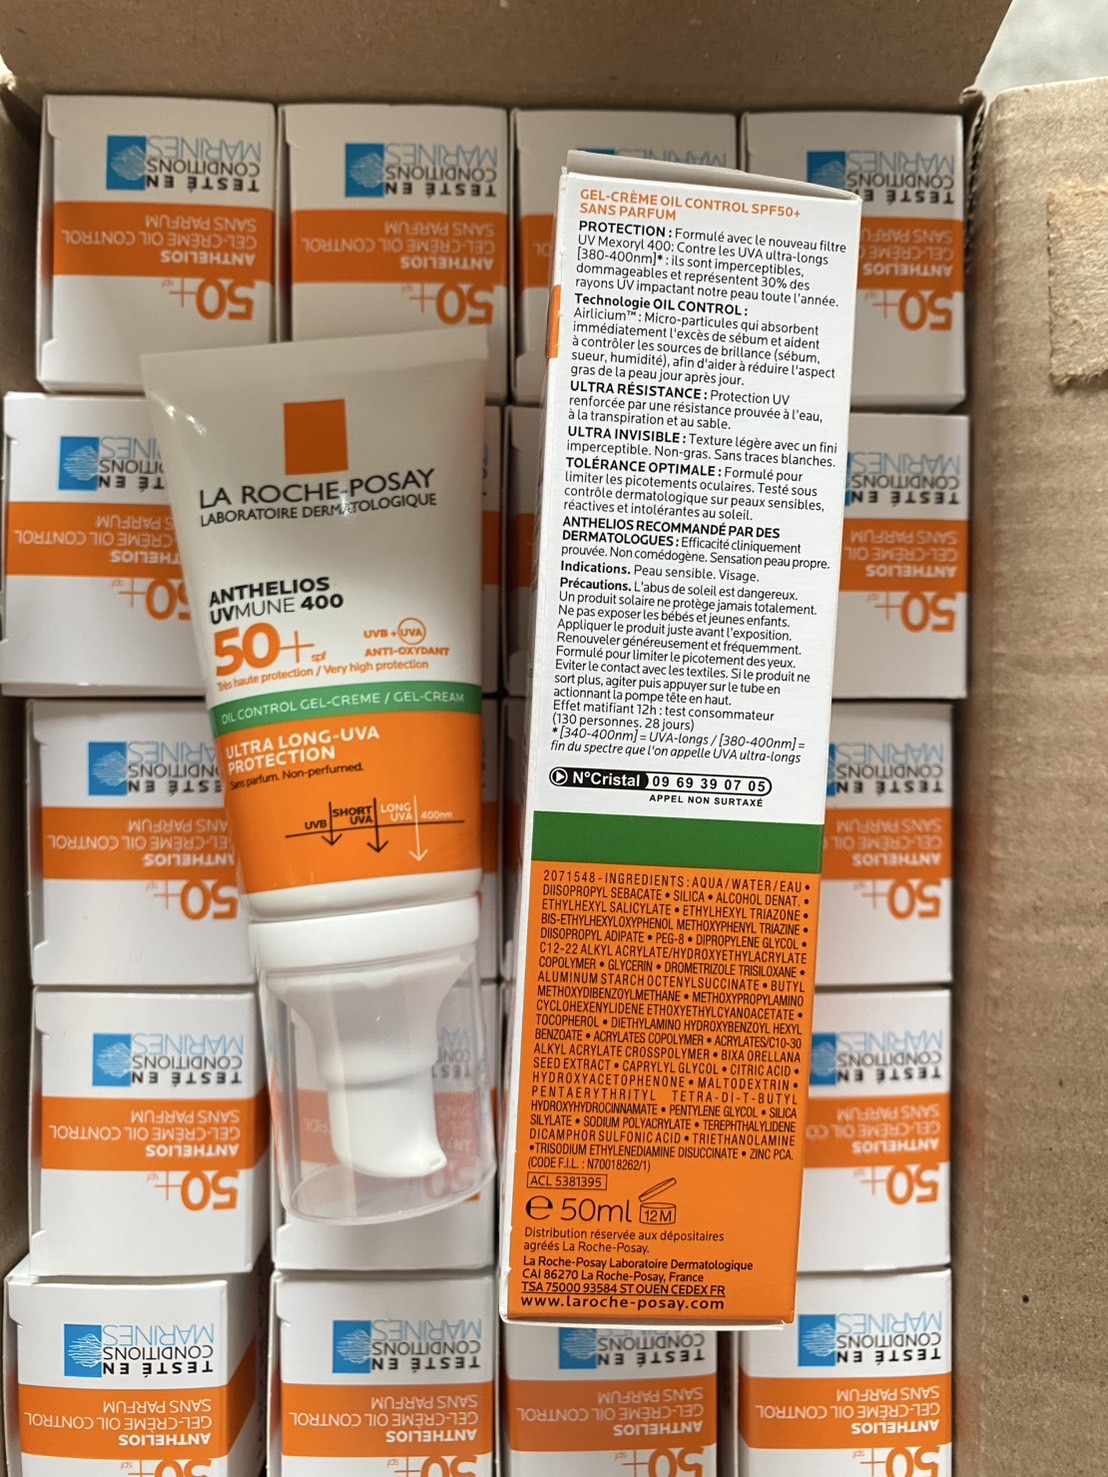 LA ROCHE-POSAY
LABORATOIRE DERMATOLOGIQUE
ANTHELIOS
UVMUNE 400
50+ spf
UVB + UVA
ANTI-OXYDANT
Très haute protection / Very high protection
OIL CONTROL GEL-CREME / GEL-CREAM
ULTRA LONG-UVA
PROTECTION
Sans parfum. Non-perfumed.
UVB SHORT UVA LONG UVA 400nm
GEL-CRÈME OIL CONTROL SPF50+
SANS PARFUM
PROTECTION : Formulé avec le nouveau filtre
UV Mexoryl 400: Contre les UVA ultra-longs
[380-400nm]* : ils sont imperceptibles,
dommageables et représentent 30% des
rayons UV impactant notre peau toute l'année.
Technologie OIL CONTROL :
Airlicium™ : Micro-particules qui absorbent
immédiatement l'excès de sébum et aident
à contrôler les sources de brillance (sébum,
sueur, humidité), afin d'aider à réduire l'aspect
gras de la peau jour après jour.
ULTRA RÉSISTANCE : Protection UV
renforcée par une résistance prouvée à l'eau,
à la transpiration et au sable.
ULTRA INVISIBLE : Texture légère avec un fini
imperceptible. Non-gras. Sans traces blanches.
TOLÉRANCE OPTIMALE : Formulé pour
limiter les picotements oculaires. Testé sous
contrôle dermatologique sur peaux sensibles,
réactives et intolérantes au soleil.
ANTHELIOS RECOMMANDÉ PAR DES
DERMATOLOGUES : Efficacité cliniquement
prouvée. Non comédogène. Sensation peau propre.
Indications. Peau sensible. Visage.
Précautions. L'abus de soleil est dangereux.
Un produit solaire ne protège jamais totalement.
Ne pas exposer les bébés et jeunes enfants.
Appliquer le produit juste avant l'exposition.
Renouveler généreusement et fréquemment.
Formulé pour limiter le picotement des yeux.
Eviter le contact avec les textiles. Si le produit ne
sort plus, agiter puis appuyer sur le tube en
actionnant la pompe tête en haut.
Effet matifiant 12h : test consommateur
(130 personnes. 28 jours)
* [340-400nm] = UVA-longs / [380-400nm] =
fin du spectre que l'on appelle UVA ultra-longs
N°Cristal 09 69 39 07 05
APPEL NON SURTAXÉ
2071548 - INGREDIENTS : AQUA / WATER / EAU •
DIISOPROPYL SEBACATE • SILICA • ALCOHOL DENAT. •
ETHYLHEXYL SALICYLATE • ETHYLHEXYL TRIAZONE •
BIS-ETHYLHEXYLOXYPHENOL METHOXYPHENYL TRIAZINE •
DIISOPROPYL ADIPATE • PEG-8 • DIPROPYLENE GLYCOL •
C12-22 ALKYL ACRYLATE/HYDROXYETHYLACRYLATE
COPOLYMER • GLYCERIN • DROMETRIZOLE TRISILOXANE •
ALUMINUM STARCH OCTENYLSUCCINATE • BUTYL
METHOXYDIBENZOYLMETHANE • METHOXYPROPYLAMINO
CYCLOHEXENYLIDENE ETHOXYETHYLCYANOACETATE •
TOCOPHEROL • DIETHYLAMINO HYDROXYBENZOYL HEXYL
BENZOATE • ACRYLATES COPOLYMER • ACRYLATES/C10-30
ALKYL ACRYLATE CROSSPOLYMER • BIXA ORELLANA
SEED EXTRACT • CAPRYLYL GLYCOL • CITRIC ACID •
HYDROXYACETOPHENONE • MALTODEXTRIN •
PENTAERYTHRITYL TETRA-DI-T-BUTYL
HYDROXYHYDROCINNAMATE • PENTYLENE GLYCOL • SILICA
SILYLATE • SODIUM POLYACRYLATE • TEREPHTHALYLIDENE
DICAMPHOR SULFONIC ACID • TRIETHANOLAMINE
• TRISODIUM ETHYLENEDIAMINE DISUCCINATE • ZINC PCA.
(CODE F.I.L. : N70018262/1)
ACL 5381395
e 50ml 12M
Distribution réservée aux dépositaires
agréés La Roche-Posay.
La Roche-Posay Laboratoire Dermatologique
CAI 86270 La Roche-Posay, France
TSA 75000 93584 ST OUEN CEDEX FR
www.laroche-posay.com
TESTÉ EN
CONDITIONS
MARINES
50+ spf
ANTHELIOS
GEL-CRÈME OIL CONTROL
SANS PARFUM